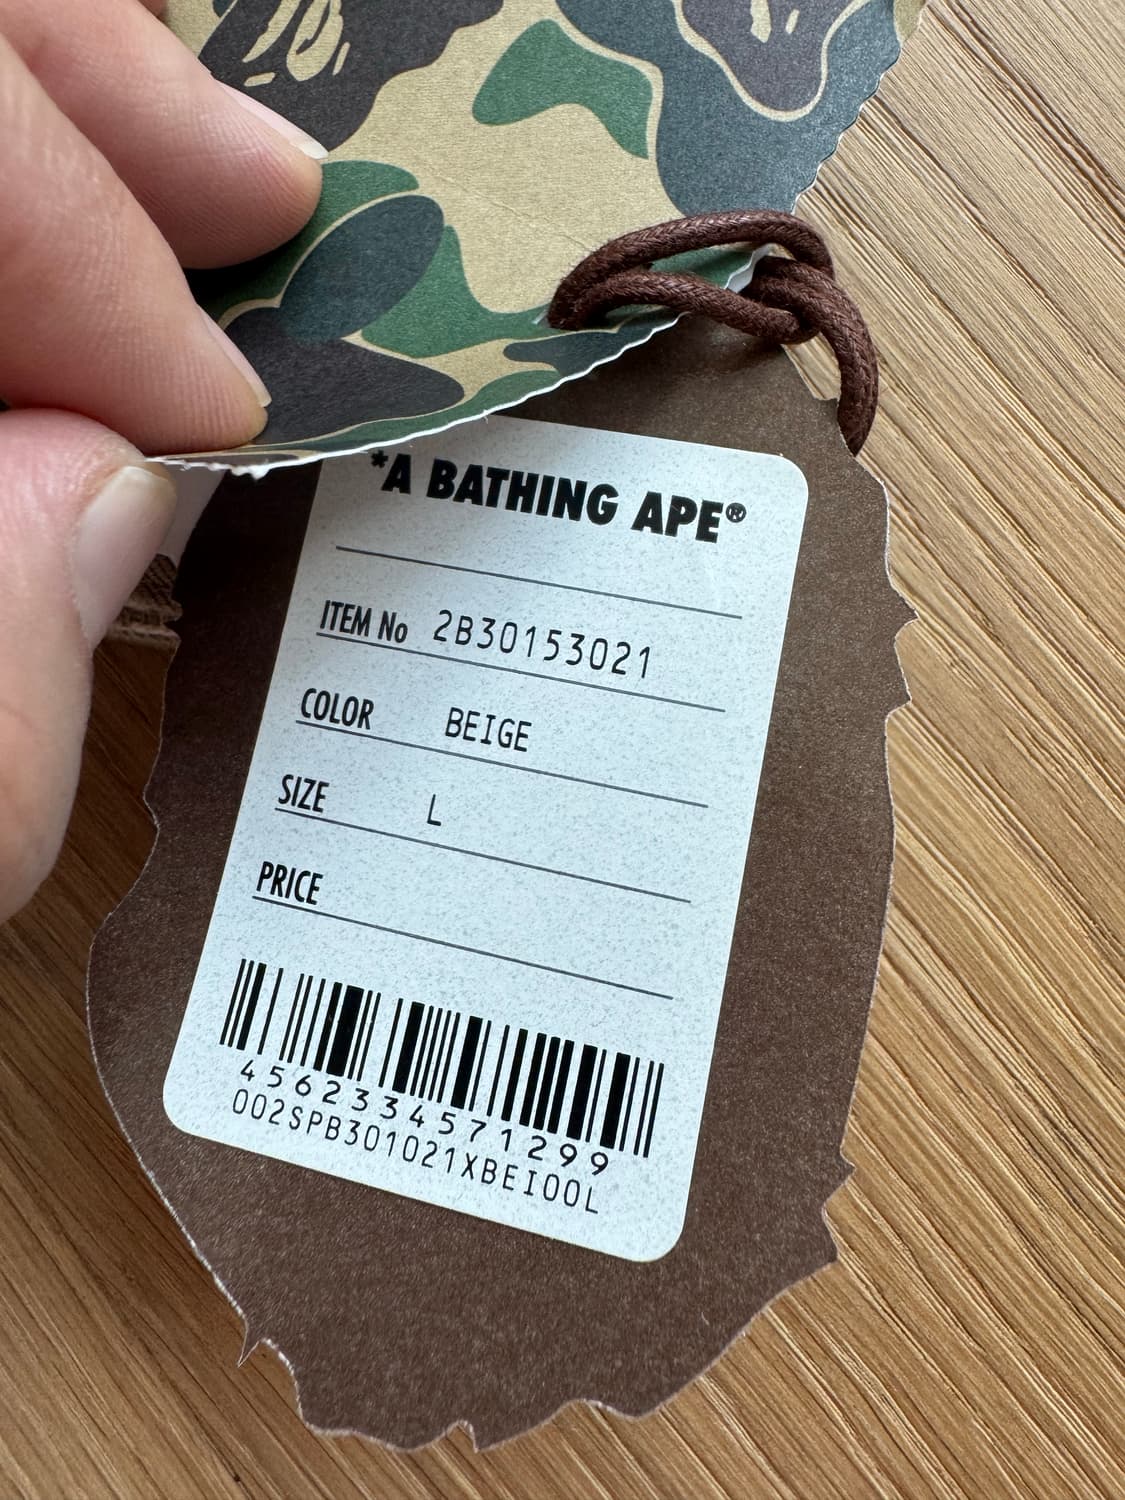 *A BATHING APE®
ITEM No 2B30153021
COLOR BEIGE
SIZE L
PRICE
4562334571299
002SPB301021XBEI00L